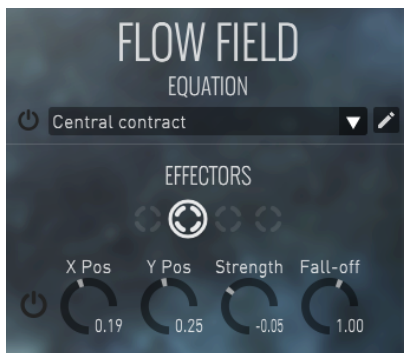 FLOW FIELD
EQUATION
Central contract
EFFECTORS
X Pos Y Pos Strength Fall-off
0.19 0.25 -0.05 1.00